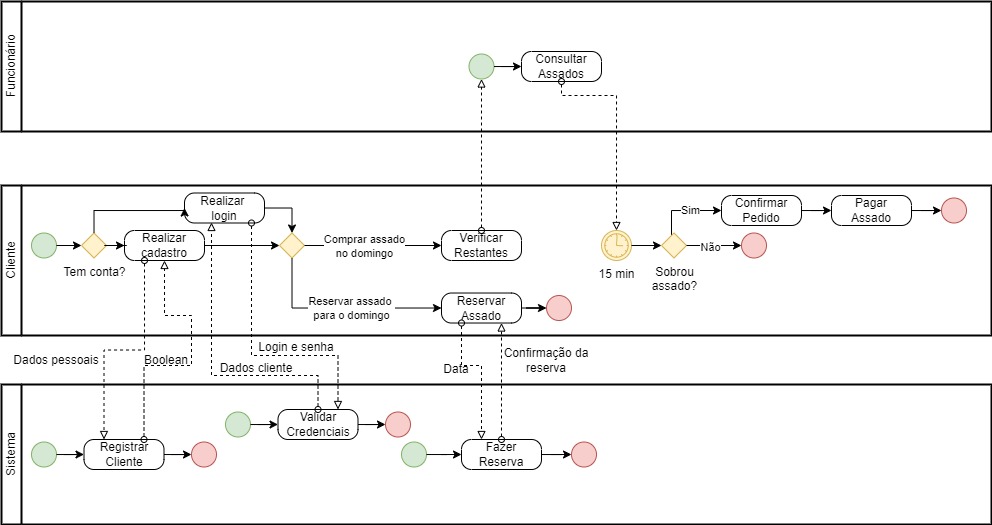 Funcionário
Consultar
Assados
Cliente
Realizar
login
Realizar
cadastro
Tem conta?
Comprar assado
no domingo
Verificar
Restantes
Reservar assado
para o domingo
Reservar
Assado
15 min
Sobrou
assado?
Sim
Não
Confirmar
Pedido
Pagar
Assado
Dados pessoais
Boolean
Login e senha
Dados cliente
Data
Confirmação da
reserva
Sistema
Registrar
Cliente
Validar
Credenciais
Fazer
Reserva